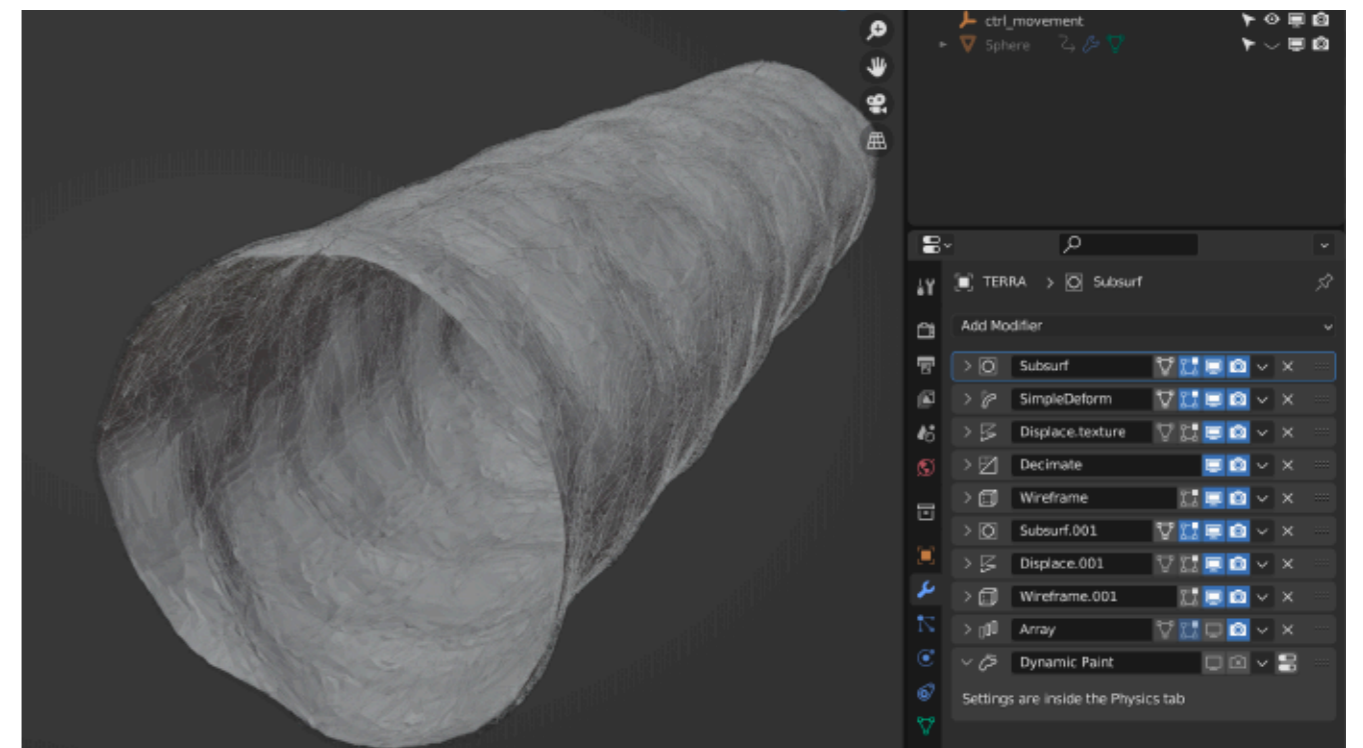 ctrl_movement
Sphere
TERRA > Subsurf
Add Modifier
Subsurf
SimpleDeform
Displace.texture
Decimate
Wireframe
Subsurf.001
Displace.001
Wireframe.001
Array
Dynamic Paint
Settings are inside the Physics tab